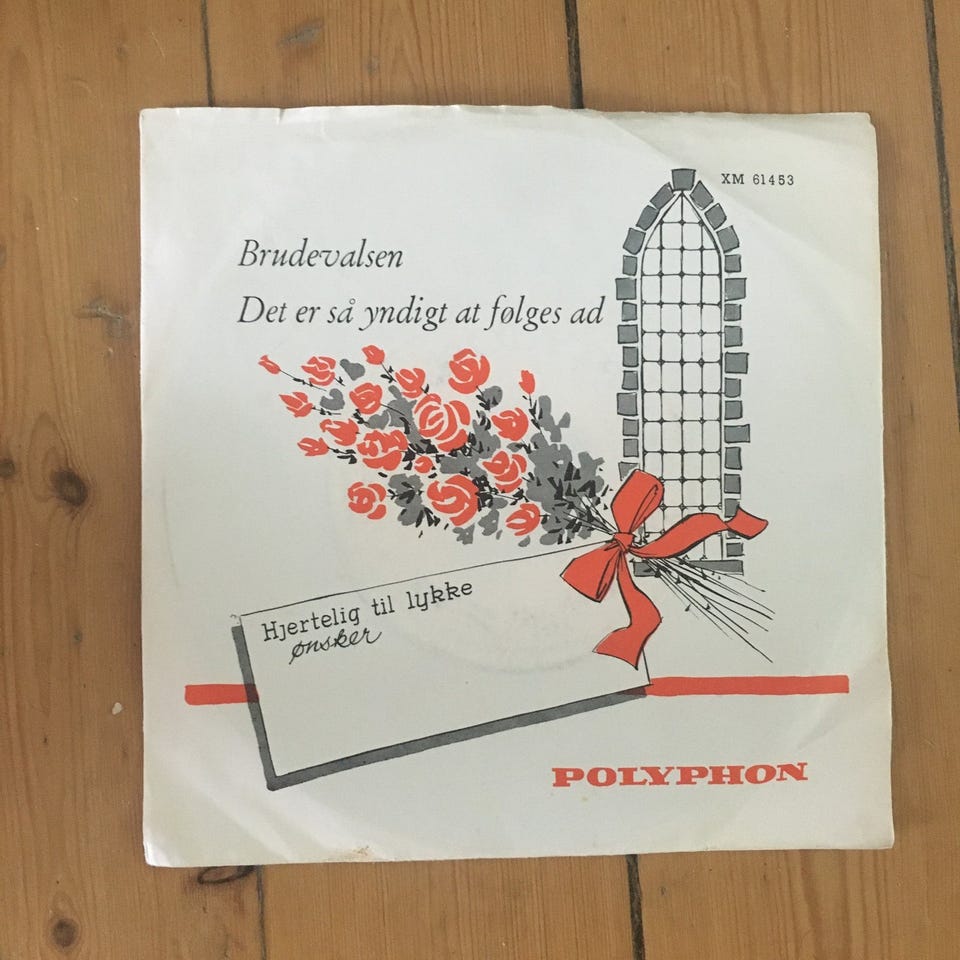 XM 61453
Brudevalsen
Det er så yndigt at følges ad
Hjertelig til lykke
ønsker
POLYPHON